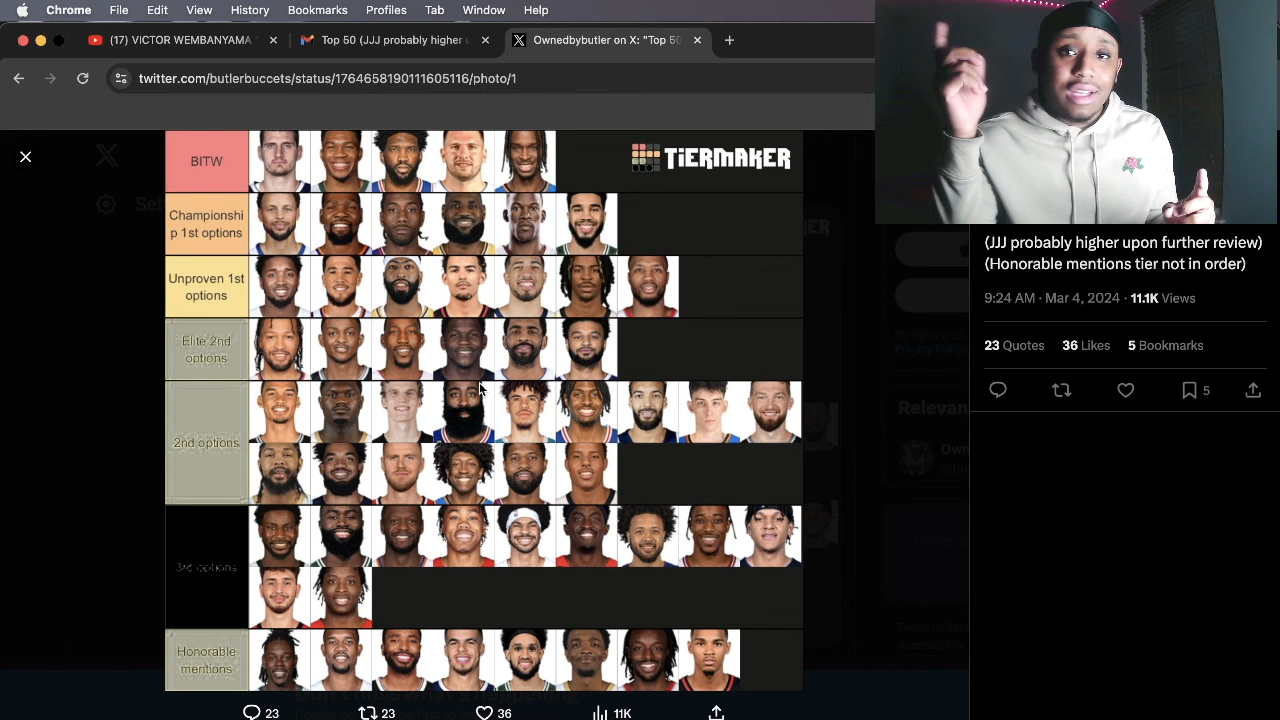 Chrome File Edit View History Bookmarks Profiles Tab Window Help
(17) VICTOR WEMBANYAMA
Top 50 (JJJ probably higher u
Ownedbybutler on X: "Top 50
twitter.com/butlerbuccets/status/1764658190111605116/photo/1
BITW
TiERMAKER
Championshi
p 1st options
Unproven 1st
options
Elite 2nd
options
2nd options
3rd options
Honorable
mentions
23 23 36 11K
(JJJ probably higher upon further review)
(Honorable mentions tier not in order)
9:24 AM · Mar 4, 2024 · 11.1K Views
23 Quotes 36 Likes 5 Bookmarks
5